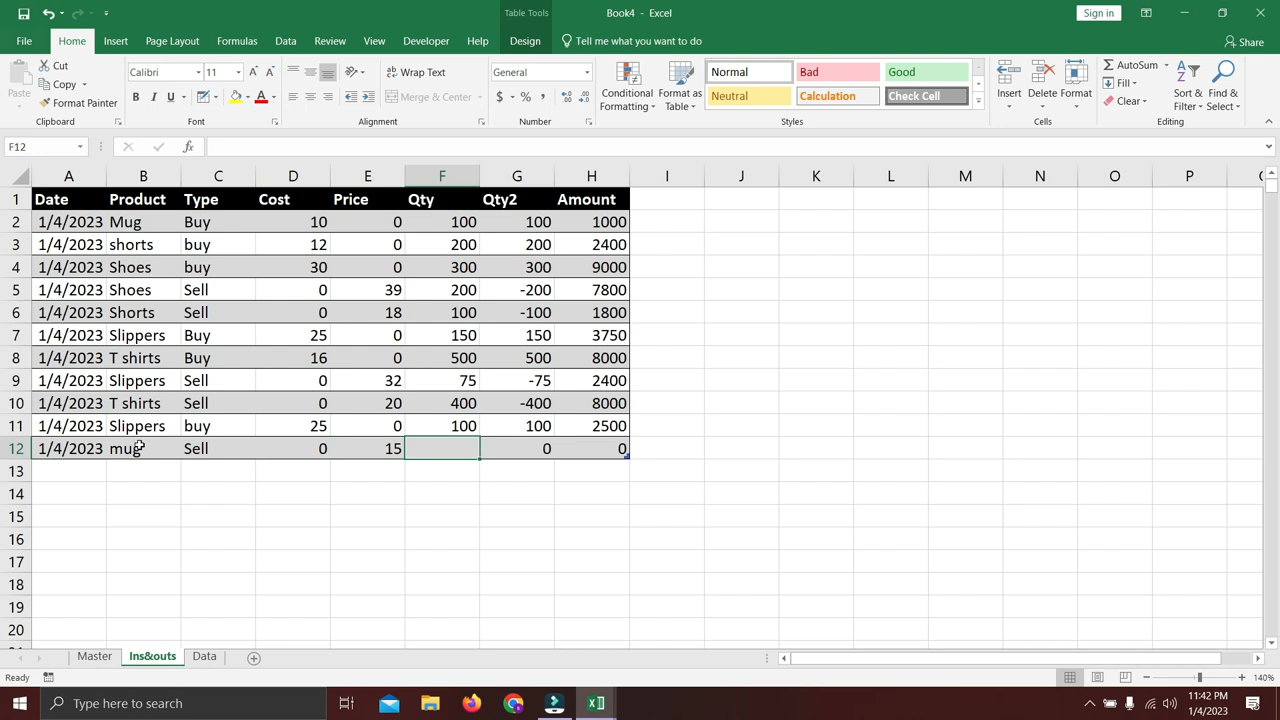 Table Tools
Book4 - Excel
Sign in
File Home Insert Page Layout Formulas Data Review View Developer Help Design Tell me what you want to do Share
Paste
Cut
Copy
Format Painter
Clipboard
Calibri 11
B I U
A
Font
Wrap Text
Merge & Center
Alignment
General
$ % ,
Number
Conditional Formatting
Format as Table
Normal Bad Good
Neutral Calculation Check Cell
Styles
Insert Delete Format
Cells
AutoSum
Fill
Clear
Sort & Filter
Find & Select
Editing
F12
fx
A B C D E F G H I J K L M N O P
1 Date Product Type Cost Price Qty Qty2 Amount
2 1/4/2023 Mug Buy 10 0 100 100 1000
3 1/4/2023 shorts buy 12 0 200 200 2400
4 1/4/2023 Shoes buy 30 0 300 300 9000
5 1/4/2023 Shoes Sell 0 39 200 -200 7800
6 1/4/2023 Shorts Sell 0 18 100 -100 1800
7 1/4/2023 Slippers Buy 25 0 150 150 3750
8 1/4/2023 T shirts Buy 16 0 500 500 8000
9 1/4/2023 Slippers Sell 0 32 75 -75 2400
10 1/4/2023 T shirts Sell 0 20 400 -400 8000
11 1/4/2023 Slippers buy 25 0 100 100 2500
12 1/4/2023 mug Sell 0 15 0 0
13
14
15
16
17
18
19
20
Master Ins&outs Data
Ready
140%
Type here to search
11:42 PM
1/4/2023